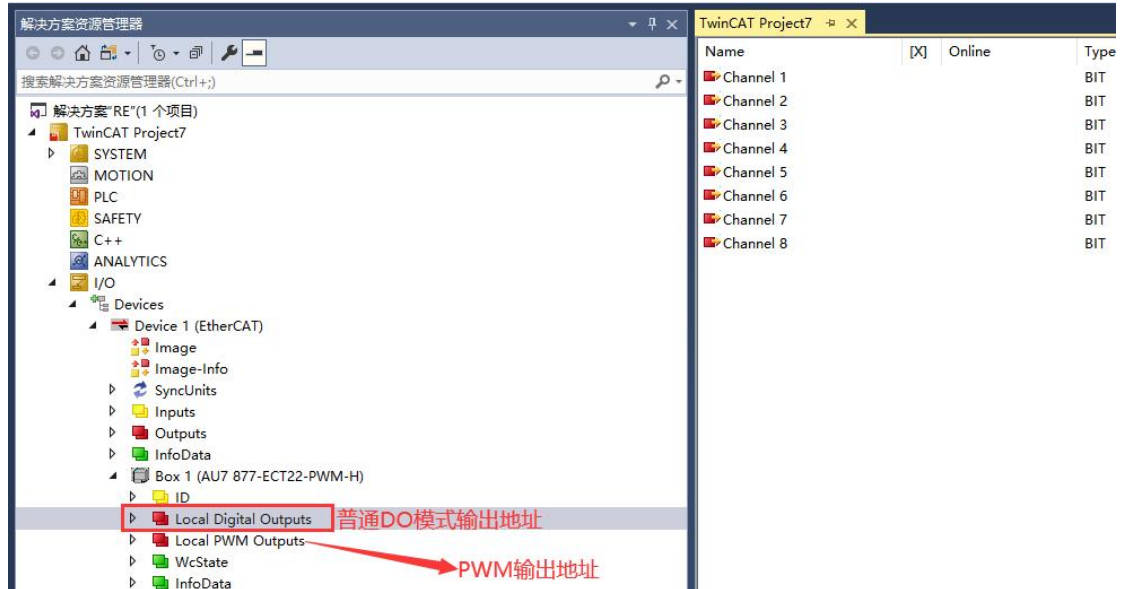 解决方案资源管理器
搜索解决方案资源管理器(Ctrl+;)
解决方案"RE"(1 个项目)
TwinCAT Project7
SYSTEM
MOTION
PLC
SAFETY
C++
ANALYTICS
I/O
Devices
Device 1 (EtherCAT)
Image
Image-Info
SyncUnits
Inputs
Outputs
InfoData
Box 1 (AU7 877-ECT22-PWM-H)
ID
Local Digital Outputs 普通DO模式输出地址
Local PWM Outputs
PWM输出地址
WcState
InfoData
TwinCAT Project7
Name [X] Online Type
Channel 1 BIT
Channel 2 BIT
Channel 3 BIT
Channel 4 BIT
Channel 5 BIT
Channel 6 BIT
Channel 7 BIT
Channel 8 BIT